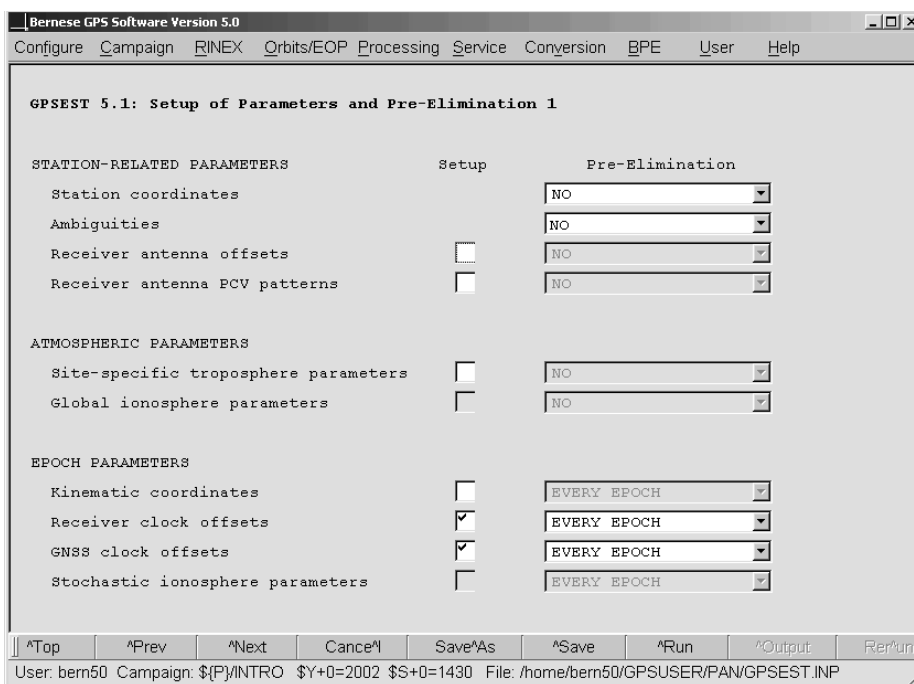 Bernese GPS Software Version 5.0
Configure Campaign RINEX Orbits/EOP Processing Service Conversion BPE User Help
GPSEST 5.1: Setup of Parameters and Pre-Elimination 1
STATION-RELATED PARAMETERS Setup Pre-Elimination
Station coordinates NO
Ambiguities NO
Receiver antenna offsets NO
Receiver antenna PCV patterns NO
ATMOSPHERIC PARAMETERS
Site-specific troposphere parameters NO
Global ionosphere parameters NO
EPOCH PARAMETERS
Kinematic coordinates EVERY EPOCH
Receiver clock offsets EVERY EPOCH
GNSS clock offsets EVERY EPOCH
Stochastic ionosphere parameters EVERY EPOCH
^Top ^Prev ^Next Cance^l Save^As ^Save ^Run ^Output Rer^un
User: bern50 Campaign: ${P}/INTRO $Y+0=2002 $S+0=1430 File: /home/bern50/GPSUSER/PAN/GPSEST.INP